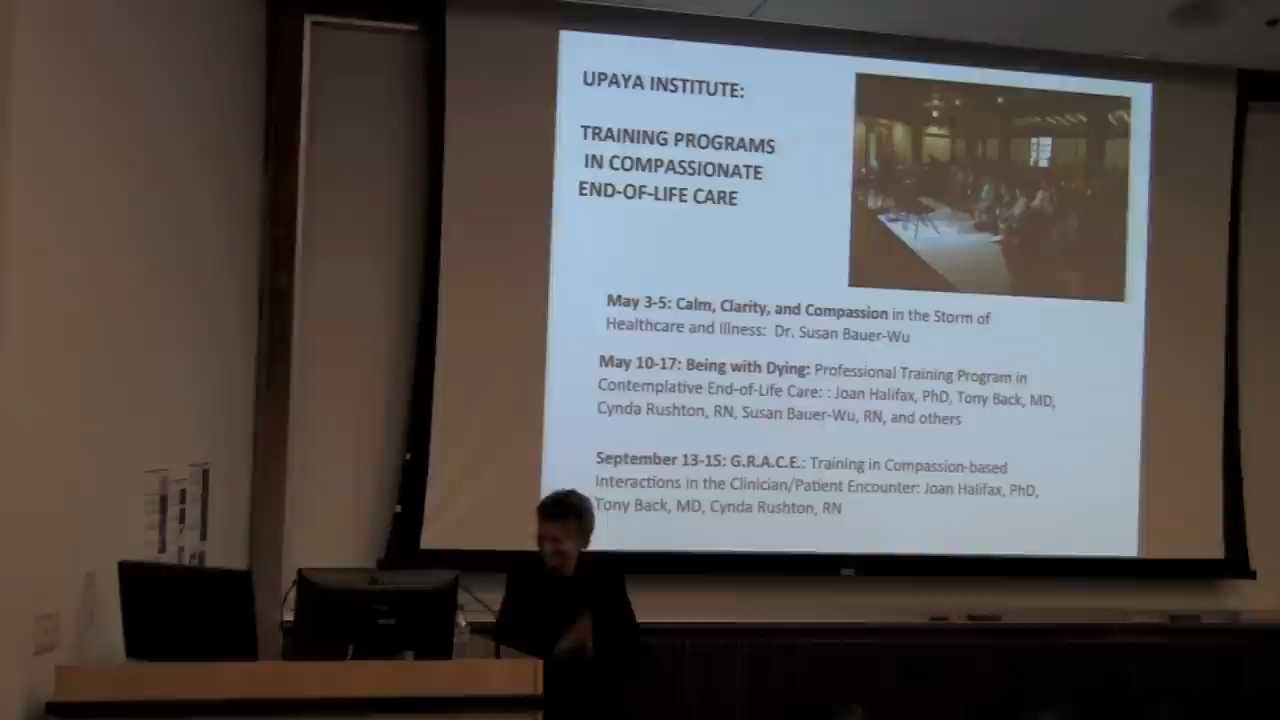 UPAYA INSTITUTE:
TRAINING PROGRAMS
IN COMPASSIONATE
END-OF-LIFE CARE
May 3-5: Calm, Clarity, and Compassion in the Storm of
Healthcare and Illness: Dr. Susan Bauer-Wu
May 10-17: Being with Dying: Professional Training Program in
Contemplative End-of-Life Care: : Joan Halifax, PhD, Tony Back, MD,
Cynda Rushton, RN, Susan Bauer-Wu, RN, and others
September 13-15: G.R.A.C.E.: Training in Compassion-based
Interactions in the Clinician/Patient Encounter: Joan Halifax, PhD,
Tony Back, MD, Cynda Rushton, RN